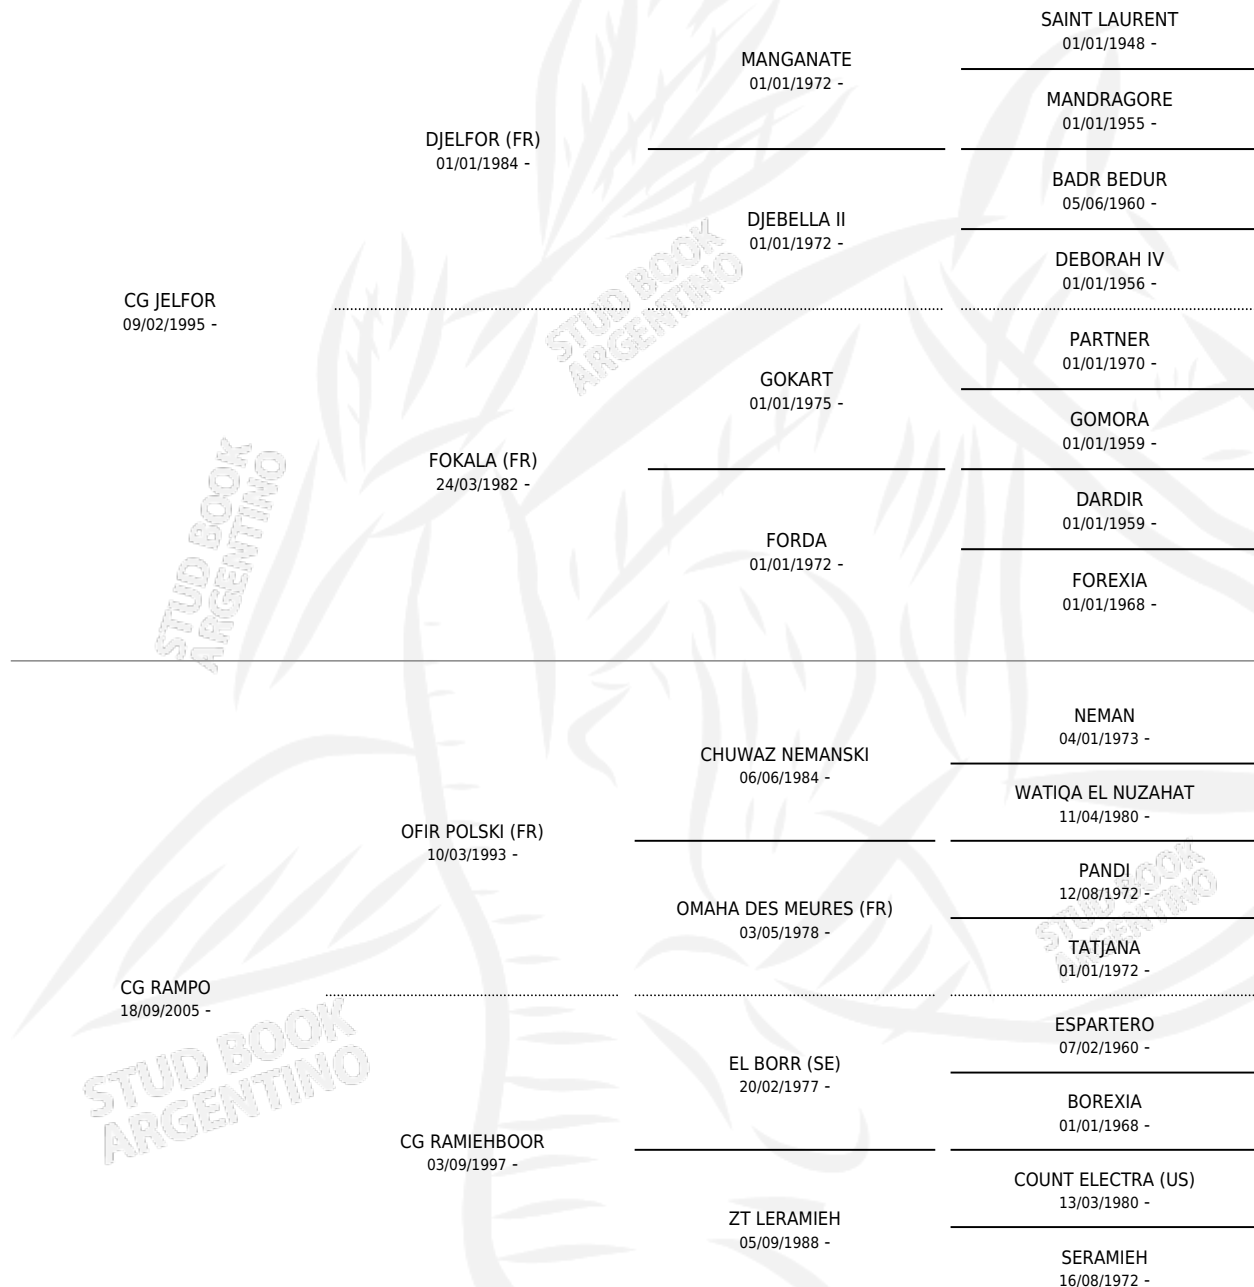 SAINT LAURENT
01/01/1948 -
MANGANATE
01/01/1972 -
MANDRAGORE
01/01/1955 -
DJELFOR (FR)
01/01/1984 -
BADR BEDUR
05/06/1960 -
DJEBELLA II
01/01/1972 -
DEBORAH IV
01/01/1956 -
CG JELFOR
09/02/1995 -
PARTNER
01/01/1970 -
GOKART
01/01/1975 -
GOMORA
01/01/1959 -
FOKALA (FR)
24/03/1982 -
DARDIR
01/01/1959 -
FORDA
01/01/1972 -
FOREXIA
01/01/1968 -
NEMAN
04/01/1973 -
CHUWAZ NEMANSKI
06/06/1984 -
WATIQA EL NUZAHAT
11/04/1980 -
OFIR POLSKI (FR)
10/03/1993 -
PANDI
12/08/1972 -
OMAHA DES MEURES (FR)
03/05/1978 -
TATJANA
01/01/1972 -
CG RAMPO
18/09/2005 -
ESPARTERO
07/02/1960 -
EL BORR (SE)
20/02/1977 -
BOREXIA
01/01/1968 -
CG RAMIEHBOOR
03/09/1997 -
COUNT ELECTRA (US)
13/03/1980 -
ZT LERAMIEH
05/09/1988 -
SERAMIEH
16/08/1972 -
STUD BOOK
ARGENTINO
STUD BOOK
ARGENTINO
STUD BOOK
ARGENTINO
STUD BOOK
ARGENTINO